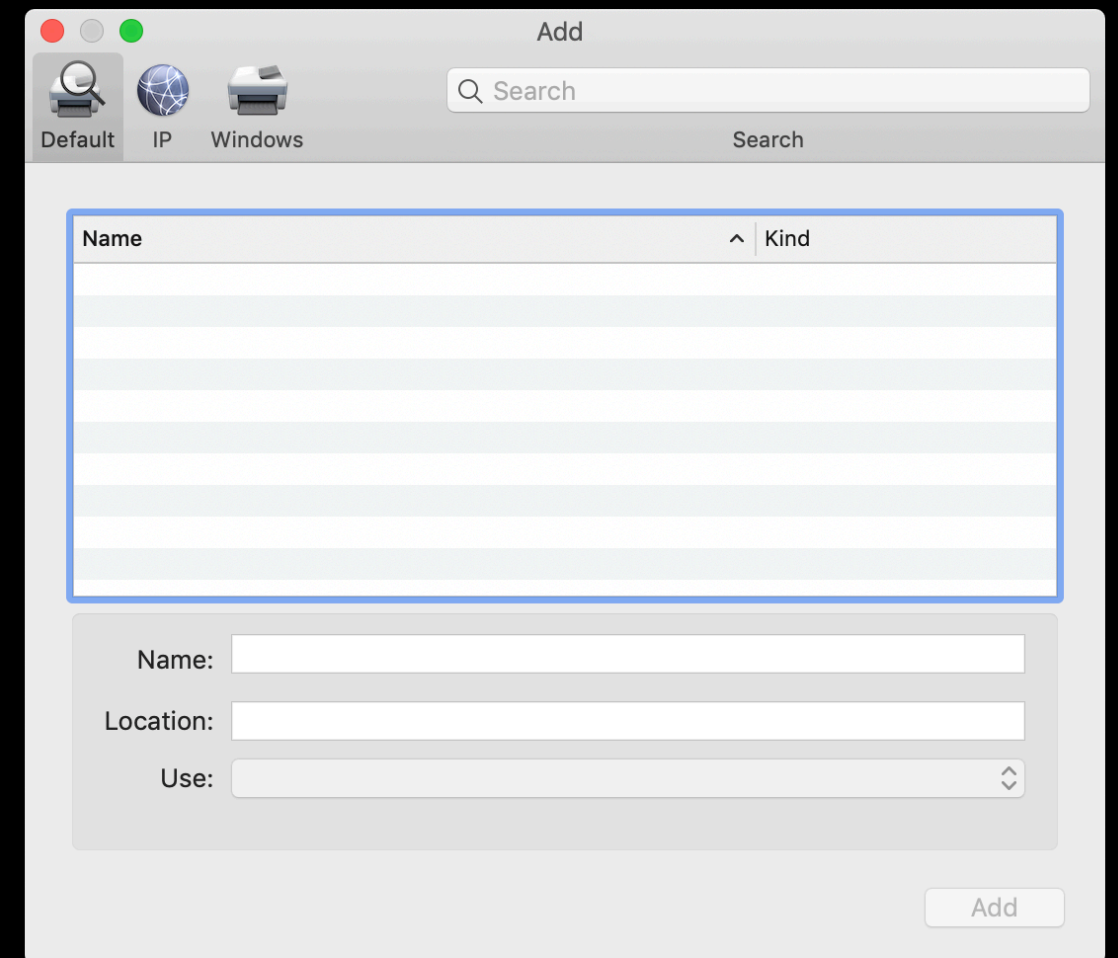 Add
Search
Default IP Windows Search
Name Kind
Name:
Location:
Use:
Add